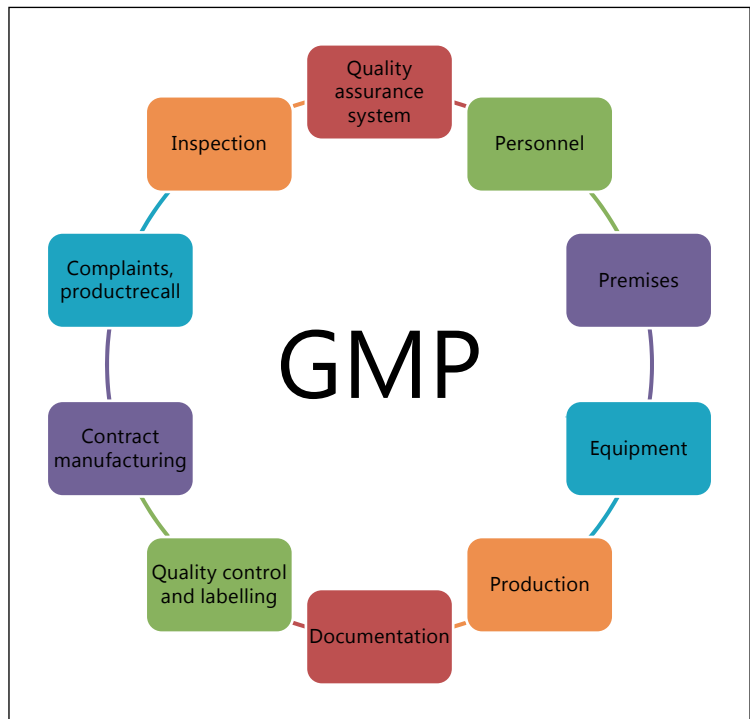 Quality
assurance
system
Personnel
Premises
Equipment
Production
Documentation
Quality control
and labelling
Contract
manufacturing
Complaints,
productrecall
Inspection
GMP